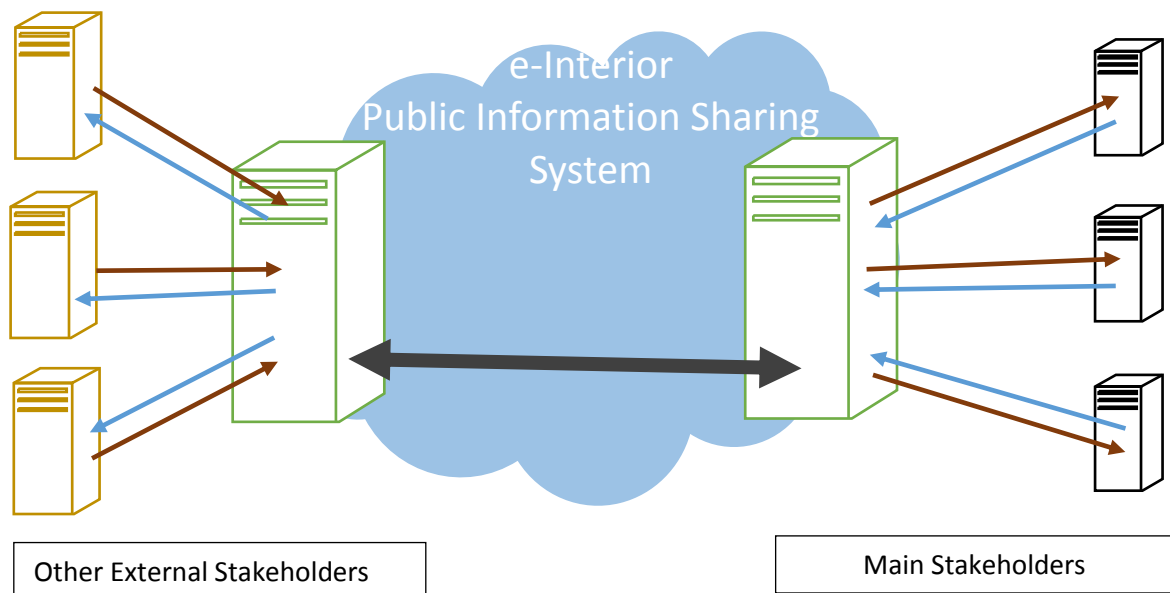 e-Interior
Public Information Sharing
System
Other External Stakeholders
Main Stakeholders